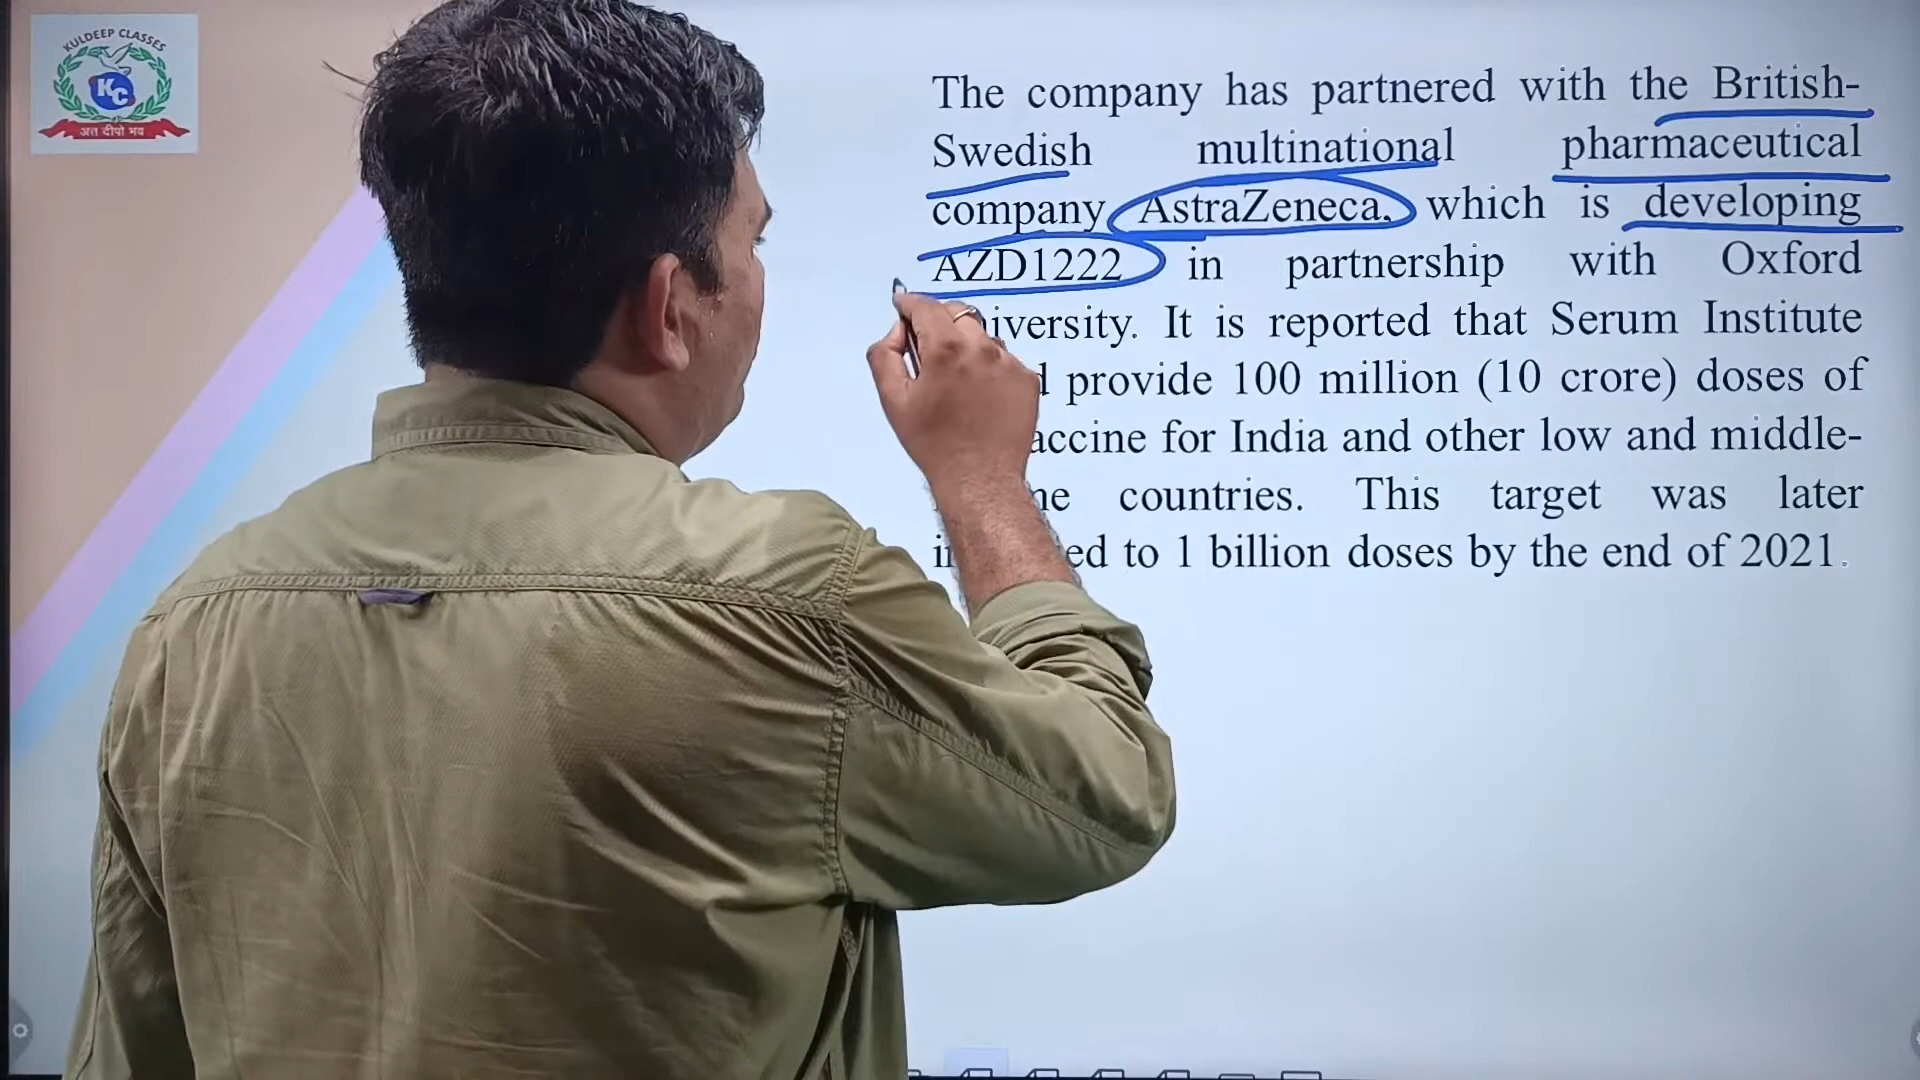 KULDEEP CLASSES
KC
अत्त दीपो भव
The company has partnered with the British-
Swedish multinational pharmaceutical
company AstraZeneca, which is developing
AZD1222 in partnership with Oxford
iversity. It is reported that Serum Institute
provide 100 million (10 crore) doses of
accine for India and other low and middle-
countries. This target was later
ed to 1 billion doses by the end of 2021.